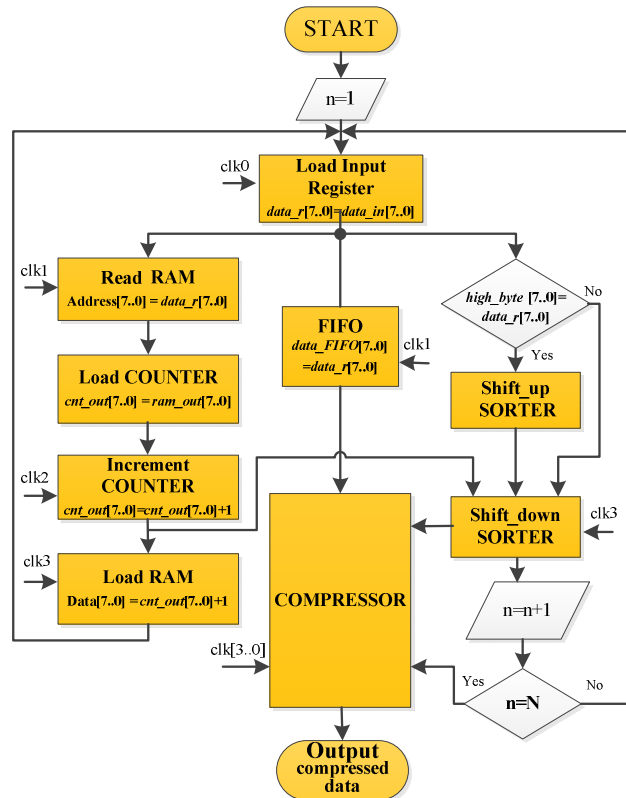 START
n=1
clk0
Load Input
Register
data_r[7..0]=data_in[7..0]
clk1
Read RAM
Address[7..0] = data_r[7..0]
Load COUNTER
cnt_out[7..0] = ram_out[7..0]
clk2
Increment
COUNTER
cnt_out[7..0]=cnt_out[7..0]+1
clk3
Load RAM
Data[7..0] =cnt_out[7..0]+1
FIFO
data_FIFO[7..0]
=data_r[7..0]
clk1
high_byte [7..0]=
data_r[7..0]
No
Yes
Shift_up
SORTER
Shift_down
SORTER
clk3
n=n+1
n=N
Yes
No
COMPRESSOR
clk[3..0]
Output
compressed
data